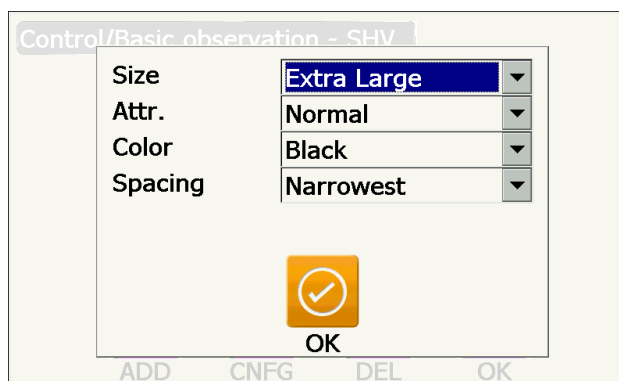 Control/Basic observation - SHV
Size Extra Large
Attr. Normal
Color Black
Spacing Narrowest
OK
ADD CNFG DEL OK